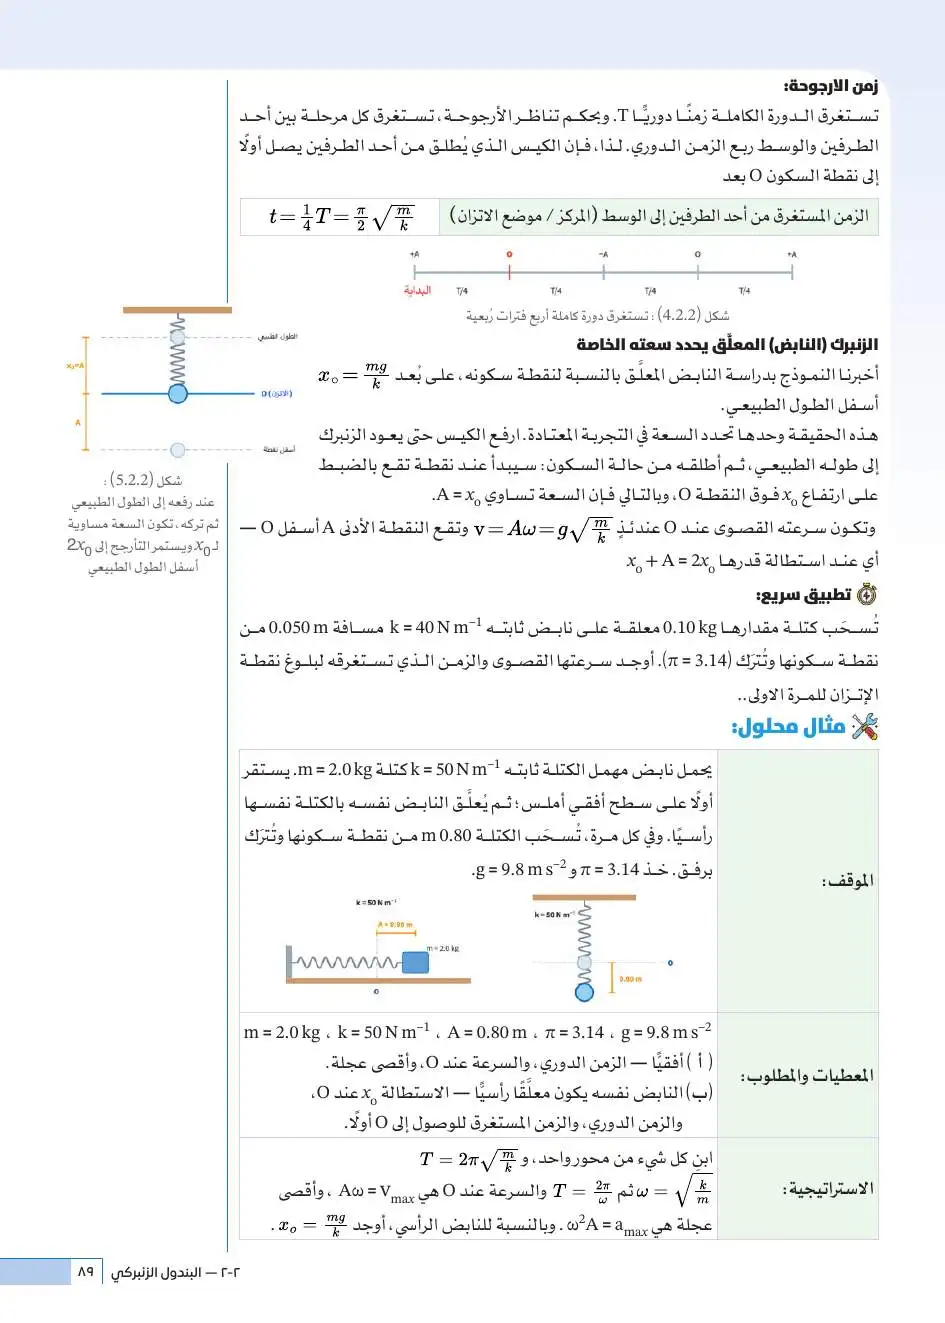 زمن الارجوحة:
تستغرق الدورة الكاملة زمنًا دوريًّا T. وبحكم تناظر الأرجوحة، تستغرق كل مرحلة بين أحد
الطرفين والوسط ربع الزمن الدوري. لذا، فإن الكيس الذي يُطلق من أحد الطرفين يصل أولًا
إلى نقطة السكون O بعد
الزمن المستغرق من أحد الطرفين إلى الوسط (المركز / موضع الاتزان) t = 1/4 T = π/2 √(m/k)
+A O −A O +A
البداية T/4 T/4 T/4 T/4
شكل (4.2.2): تستغرق دورة كاملة أربع فترات رُبعية
الزنبرك (النابض) المعلَّق يحدد سعته الخاصة
أخبرنا النموذج بدراسة النابض المعلَّق بالنسبة لنقطة سكونه، على بُعد x₀ = mg/k
أسفل الطول الطبيعي.
هذه الحقيقة وحدها تحدد السعة في التجربة المعتادة. ارفع الكيس حتى يعود الزنبرك
إلى طوله الطبيعي، ثم أطلقه من حالة السكون: سيبدأ عند نقطة تقع بالضبط
على ارتفاع x₀ فوق النقطة O، وبالتالي فإن السعة تساوي A = x₀.
وتكون سرعته القصوى عند O عندئذٍ v = Aω = g√(m/k) وتقع النقطة الأدنى A أسفل O —
أي عند استطالة قدرها x₀ + A = 2x₀
الطول الطبيعي
x₀=A
O (الاتزان)
A
أسفل نقطة
شكل (5.2.2):
عند رفعه إلى الطول الطبيعي
ثم تركه، تكون السعة مساوية
لـ x₀ ويستمر التأرجح إلى 2x₀
أسفل الطول الطبيعي
تطبيق سريع:
تُسحَب كتلة مقدارها 0.10 kg معلقة على نابض ثابته k = 40 N m⁻¹ مسافة 0.050 m من
نقطة سكونها وتُترَك (π = 3.14). أوجد سرعتها القصوى والزمن الذي تستغرقه لبلوغ نقطة
الإتزان للمرة الاولى..
مثال محلول:
الموقف:
يحمل نابض مهمل الكتلة ثابته k = 50 N m⁻¹ كتلة m = 2.0 kg. يستقر
أولًا على سطح أفقي أملس؛ ثم يُعلَّق النابض نفسه بالكتلة نفسها
رأسيًا. وفي كل مرة، تُسحَب الكتلة 0.80 m من نقطة سكونها وتُترَك
برفق. خذ π = 3.14 و g = 9.8 m s⁻².
k = 50 N m⁻¹
A = 0.80 m
m = 2.0 kg
O
k = 50 N m⁻¹
O
0.80 m
المعطيات والمطلوب:
m = 2.0 kg ، k = 50 N m⁻¹ ، A = 0.80 m ، π = 3.14 ، g = 9.8 m s⁻²
(أ) أفقيًّا — الزمن الدوري، والسرعة عند O، وأقصى عجلة.
(ب) النابض نفسه يكون معلَّقًا رأسيًّا — الاستطالة x₀ عند O،
والزمن الدوري، والزمن المستغرق للوصول إلى O أولًا.
الاستراتيجية:
ابنِ كل شيء من محور واحد، و T = 2π√(m/k)
ω = √(k/m) ثم T = 2π/ω والسرعة عند O هي Aω = vmax ، وأقصى
عجلة هي ω²A = amax . وبالنسبة للنابض الرأسي، أوجد x₀ = mg/k .
٢-٢ — البندول الزنبركي ٨٩